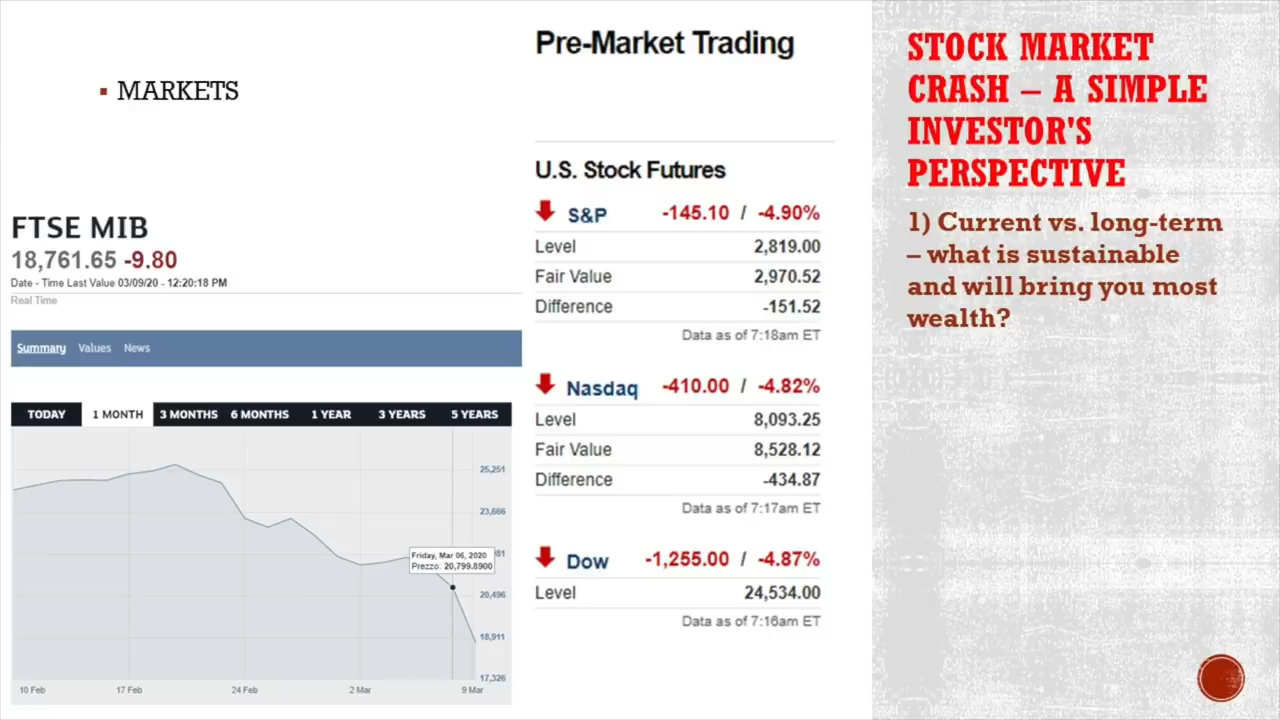 MARKETS
FTSE MIB
18,761.65 -9.80
Date - Time Last Value 03/09/20 - 12:20:18 PM
Real Time
Summary Values News
TODAY 1 MONTH 3 MONTHS 6 MONTHS 1 YEAR 3 YEARS 5 YEARS
25,251
23,666
Friday, Mar 06, 2020
Prezzo: 20,799.8900
81
20,496
18,911
17,326
10 Feb 17 Feb 24 Feb 2 Mar 9 Mar
Pre-Market Trading
U.S. Stock Futures
S&P -145.10 / -4.90%
Level 2,819.00
Fair Value 2,970.52
Difference -151.52
Data as of 7:18am ET
Nasdaq -410.00 / -4.82%
Level 8,093.25
Fair Value 8,528.12
Difference -434.87
Data as of 7:17am ET
Dow -1,255.00 / -4.87%
Level 24,534.00
Data as of 7:16am ET
STOCK MARKET
CRASH – A SIMPLE
INVESTOR'S
PERSPECTIVE
1) Current vs. long-term
– what is sustainable
and will bring you most
wealth?